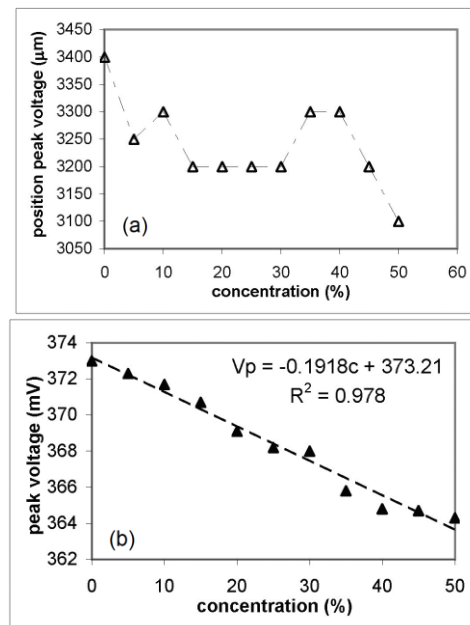 3450
3400
3350
3300
3250
3200
3150
3100
3050
position peak voltage (μm)
(a)
0 10 20 30 40 50 60
concentration (%)
374
372
370
368
366
364
362
peak voltage (mV)
Vp = -0.1918c + 373.21
R² = 0.978
(b)
0 10 20 30 40 50
concentration (%)